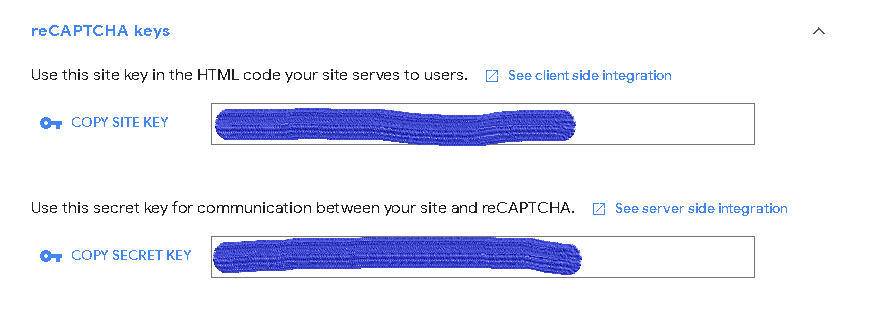 reCAPTCHA keys
Use this site key in the HTML code your site serves to users. See client side integration
COPY SITE KEY
Use this secret key for communication between your site and reCAPTCHA. See server side integration
COPY SECRET KEY